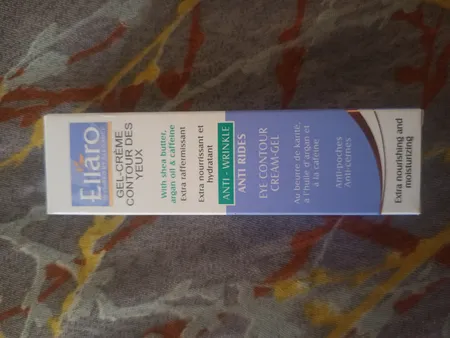 Ellaro
GEL-CRÈME
CONTOUR DES
YEUX
With shea butter,
argan oil & caffeine
Extra raffermissant
Extra nourrissant et
hydratant
ANTI - WRINKLE
ANTI RIDES
EYE CONTOUR
CREAM-GEL
Au beurre de karité,
à l'huile d'argan et
à la caféine
Anti-poches
Anti-cernes
Extra nourishing and
moisturizing